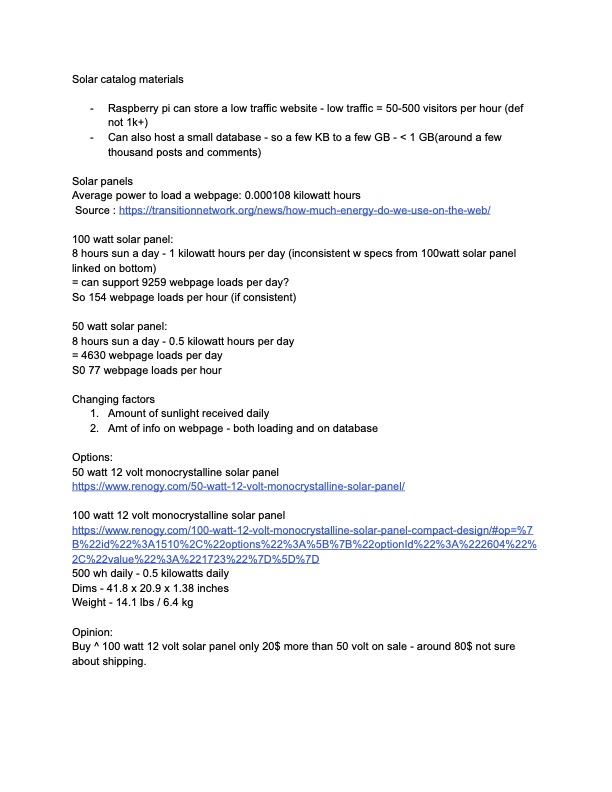 Solar catalog materials
- Raspberry pi can store a low traffic website - low traffic = 50-500 visitors per hour (def
not 1k+)
- Can also host a small database - so a few KB to a few GB - < 1 GB(around a few
thousand posts and comments)
Solar panels
Average power to load a webpage: 0.000108 kilowatt hours
Source : https://transitionnetwork.org/news/how-much-energy-do-we-use-on-the-web/
100 watt solar panel:
8 hours sun a day - 1 kilowatt hours per day (inconsistent w specs from 100watt solar panel
linked on bottom)
= can support 9259 webpage loads per day?
So 154 webpage loads per hour (if consistent)
50 watt solar panel:
8 hours sun a day - 0.5 kilowatt hours per day
= 4630 webpage loads per day
S0 77 webpage loads per hour
Changing factors
1. Amount of sunlight received daily
2. Amt of info on webpage - both loading and on database
Options:
50 watt 12 volt monocrystalline solar panel
https://www.renogy.com/50-watt-12-volt-monocrystalline-solar-panel/
100 watt 12 volt monocrystalline solar panel
https://www.renogy.com/100-watt-12-volt-monocrystalline-solar-panel-compact-design/#op=%7
B%22id%22%3A1510%2C%22options%22%3A%5B%7B%22optionId%22%3A%222604%22%
2C%22value%22%3A%221723%22%7D%5D%7D
500 wh daily - 0.5 kilowatts daily
Dims - 41.8 x 20.9 x 1.38 inches
Weight - 14.1 lbs / 6.4 kg
Opinion:
Buy ^ 100 watt 12 volt solar panel only 20$ more than 50 volt on sale - around 80$ not sure
about shipping.